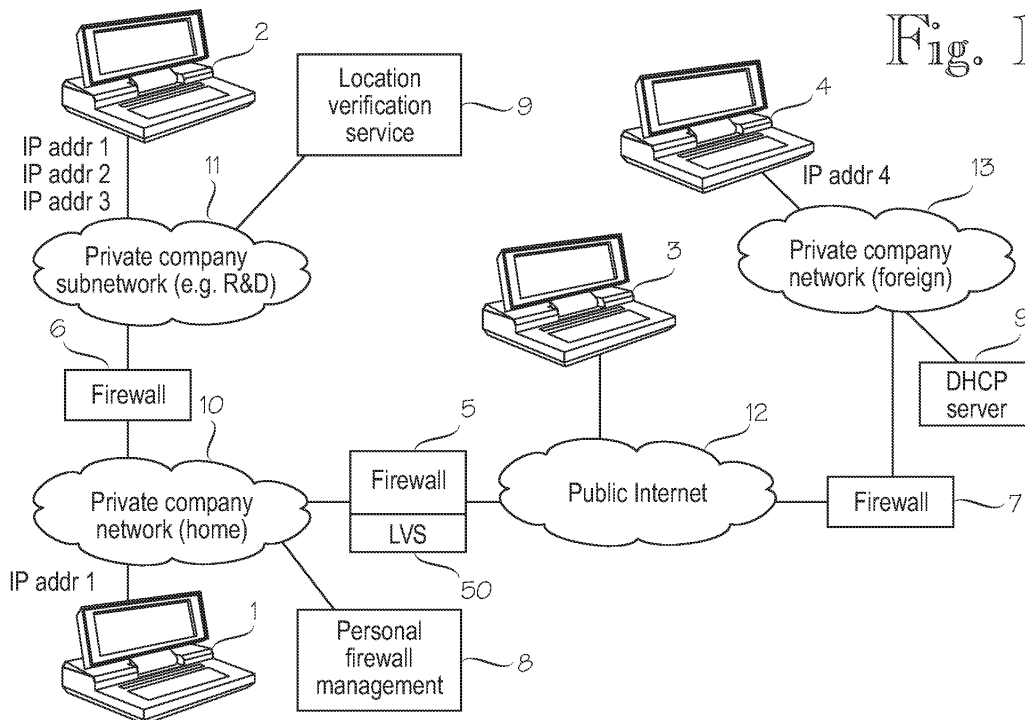 Fig. 1
2
Location
verification
service
9
4
IP addr 1
IP addr 2
IP addr 3
IP addr 4
11
13
Private company
subnetwork (e.g. R&D)
3
Private company
network (foreign)
6
Firewall
9
DHCP
server
10
5
12
Private company
network (home)
Firewall
LVS
50
Public Internet
Firewall
7
IP addr 1
1
Personal
firewall
management
8